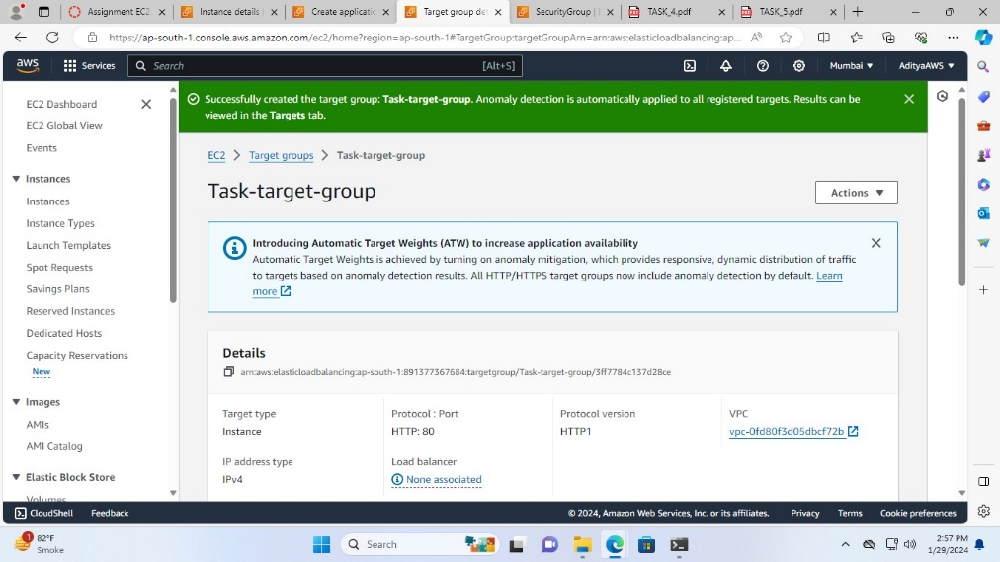 Assignment EC2
Instance details |
Create applicatio
Target group det
SecurityGroup |
TASK_4.pdf
TASK_5.pdf
https://ap-south-1.console.aws.amazon.com/ec2/home?region=ap-south-1#TargetGroup:targetGroupArn=arn:aws:elasticloadbalancing:ap...
aws
Services
Search
[Alt+S]
Mumbai
AdityaAWS
EC2 Dashboard
EC2 Global View
Events
Instances
Instances
Instance Types
Launch Templates
Spot Requests
Savings Plans
Reserved Instances
Dedicated Hosts
Capacity Reservations
New
Images
AMIs
AMI Catalog
Elastic Block Store
Volumes
Successfully created the target group: Task-target-group. Anomaly detection is automatically applied to all registered targets. Results can be
viewed in the Targets tab.
EC2
Target groups
Task-target-group
Task-target-group
Actions
Introducing Automatic Target Weights (ATW) to increase application availability
Automatic Target Weights is achieved by turning on anomaly mitigation, which provides responsive, dynamic distribution of traffic
to targets based on anomaly detection results. All HTTP/HTTPS target groups now include anomaly detection by default. Learn
more
Details
arn:aws:elasticloadbalancing:ap-south-1:891377367684:targetgroup/Task-target-group/3ff7784c137d28ce
Target type
Instance
Protocol : Port
HTTP: 80
Protocol version
HTTP1
VPC
vpc-0fd80f3d05dbcf72b
IP address type
IPv4
Load balancer
None associated
CloudShell
Feedback
© 2024, Amazon Web Services, Inc. or its affiliates.
Privacy
Terms
Cookie preferences
1
82°F
Smoke
Search
2:57 PM
1/29/2024